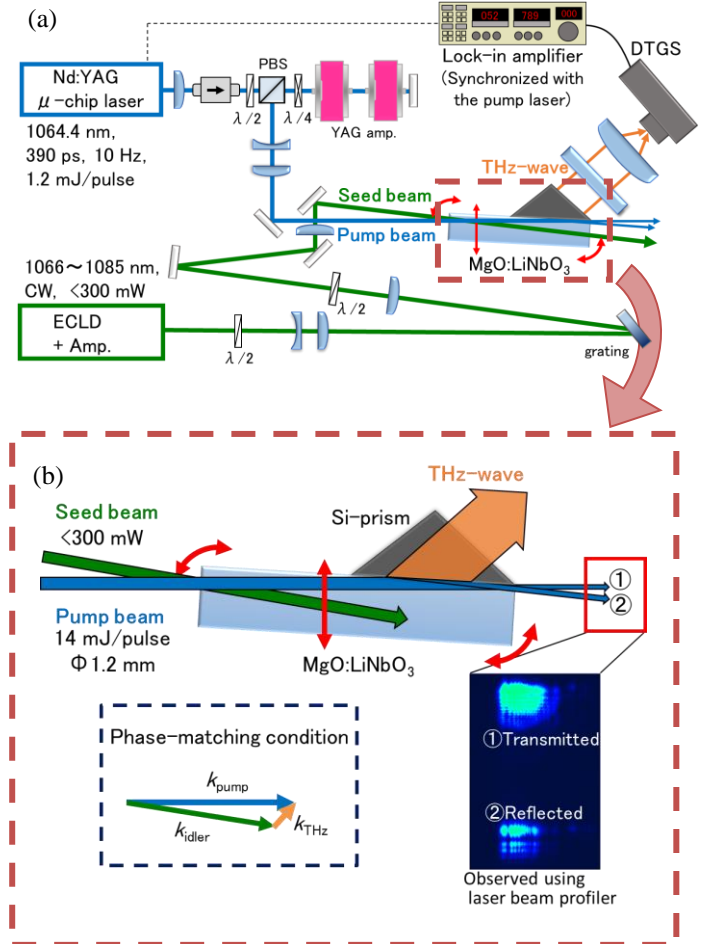 (a)
052 789 000
Lock-in amplifier
(Synchronized with
the pump laser)
DTGS
Nd:YAG
μ-chip laser
PBS
λ/2
λ/4
YAG amp.
1064.4 nm,
390 ps, 10 Hz,
1.2 mJ/pulse
THz-wave
Seed beam
Pump beam
MgO:LiNbO₃
1066～1085 nm,
CW, <300 mW
λ/2
ECLD
+ Amp.
λ/2
grating
(b)
THz-wave
Si-prism
Seed beam
<300 mW
①
②
Pump beam
14 mJ/pulse
Φ1.2 mm
MgO:LiNbO₃
Phase-matching condition
k_pump
k_idler
k_THz
①Transmitted
②Reflected
Observed using
laser beam profiler